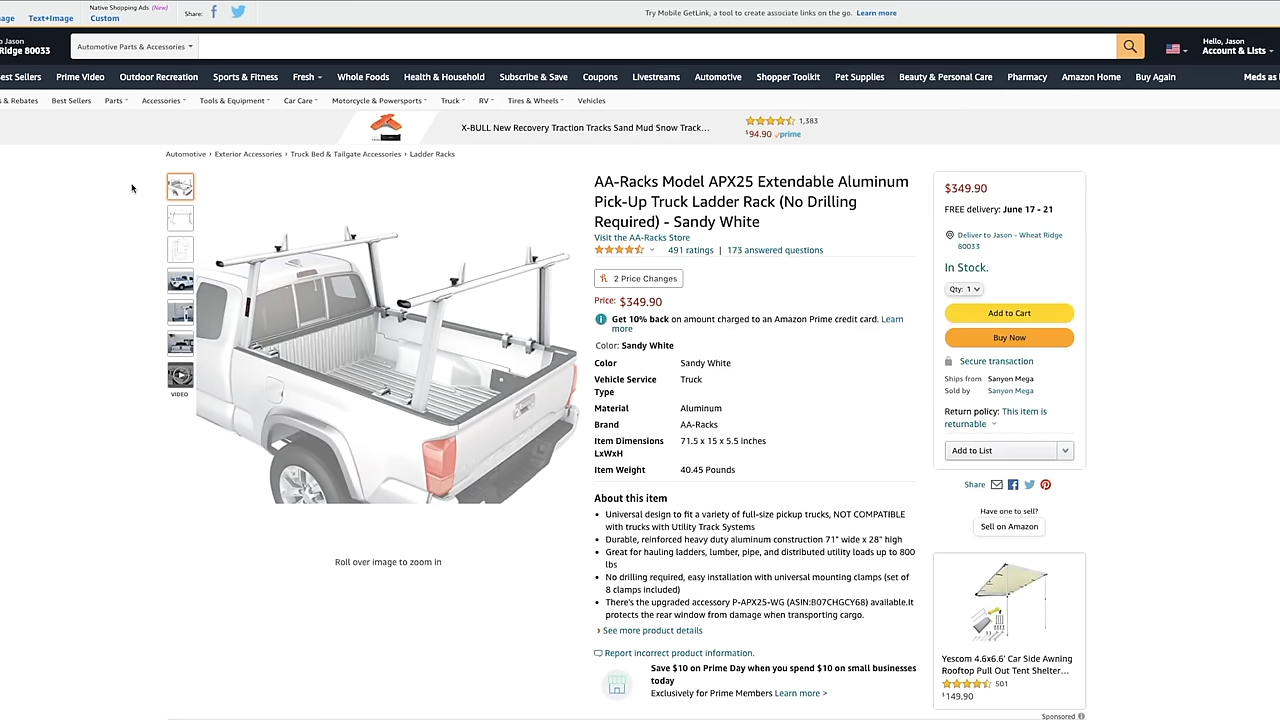 age Text+Image
Native Shopping Ads (New)
Custom
Share:
Try Mobile GetLink, a tool to create associate links on the go. Learn more
o Jason
Ridge 80033
Automotive Parts & Accessories
Hello, Jason
Account & Lists
est Sellers Prime Video Outdoor Recreation Sports & Fitness Fresh Whole Foods Health & Household Subscribe & Save Coupons Livestreams Automotive Shopper Toolkit Pet Supplies Beauty & Personal Care Pharmacy Amazon Home Buy Again Meds as
s & Rebates Best Sellers Parts Accessories Tools & Equipment Car Care Motorcycle & Powersports Truck RV Tires & Wheels Vehicles
X-BULL New Recovery Traction Tracks Sand Mud Snow Track…
1,383
$94.90 prime
Automotive › Exterior Accessories › Truck Bed & Tailgate Accessories › Ladder Racks
VIDEO
Roll over image to zoom in
AA-Racks Model APX25 Extendable Aluminum
Pick-Up Truck Ladder Rack (No Drilling
Required) - Sandy White
Visit the AA-Racks Store
491 ratings | 173 answered questions
2 Price Changes
Price: $349.90
Get 10% back on amount charged to an Amazon Prime credit card. Learn
more
Color: Sandy White
Color Sandy White
Vehicle Service Truck
Type
Material Aluminum
Brand AA-Racks
Item Dimensions 71.5 x 15 x 5.5 inches
LxWxH
Item Weight 40.45 Pounds
About this item
• Universal design to fit a variety of full-size pickup trucks, NOT COMPATIBLE
with trucks with Utility Track Systems
• Durable, reinforced heavy duty aluminum construction 71" wide x 28" high
• Great for hauling ladders, lumber, pipe, and distributed utility loads up to 800
lbs
• No drilling required, easy installation with universal mounting clamps (set of
8 clamps included)
• There's the upgraded accessory P-APX25-WG (ASIN:B07CHGCY68) available.It
protects the rear window from damage when transporting cargo.
› See more product details
Report incorrect product information.
Save $10 on Prime Day when you spend $10 on small businesses
today
Exclusively for Prime Members Learn more >
$349.90
FREE delivery: June 17 - 21
Deliver to Jason - Wheat Ridge
80033
In Stock.
Qty: 1
Add to Cart
Buy Now
Secure transaction
Ships from Sanyon Mega
Sold by Sanyon Mega
Return policy: This item is
returnable
Add to List
Share
Have one to sell?
Sell on Amazon
Yescom 4.6x6.6' Car Side Awning
Rooftop Pull Out Tent Shelter…
501
$149.90
Sponsored